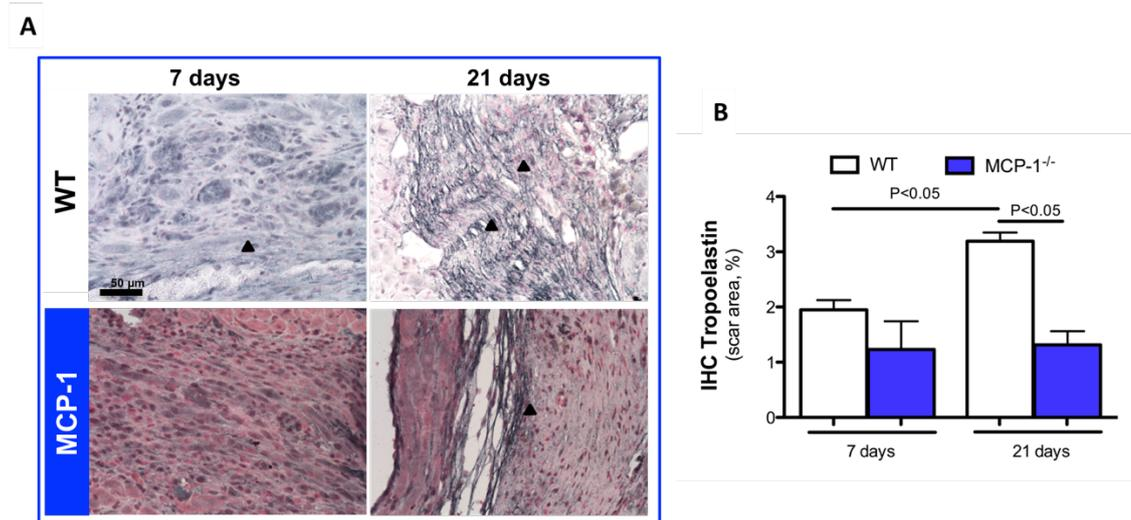 A
7 days 21 days
WT
50 µm
MCP-1
B
WT MCP-1-/-
P<0.05
P<0.05
IHC Tropoelastin
(scar area, %)
4
3
2
1
0
7 days 21 days